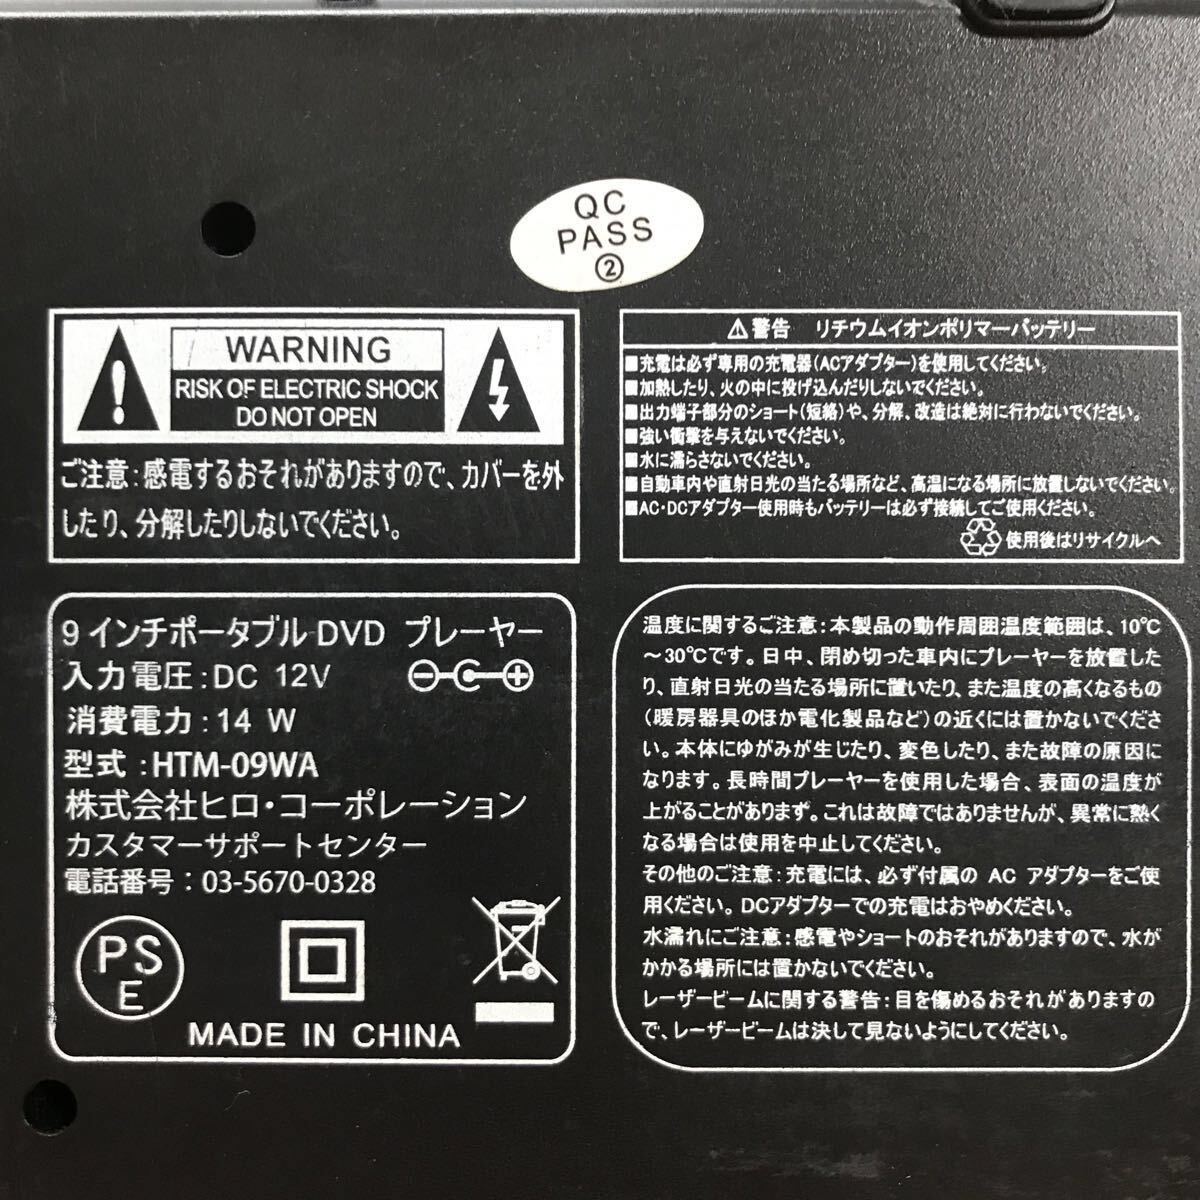 QC
PASS
②
WARNING
RISK OF ELECTRIC SHOCK
DO NOT OPEN
ご注意：感電するおそれがありますので、カバーを外
したり、分解したりしないでください。
⚠警告　リチウムイオンポリマーバッテリー
■充電は必ず専用の充電器(ACアダプター)を使用してください。
■加熱したり、火の中に投げ込んだりしないでください。
■出力端子部分のショート(短絡)や、分解、改造は絶対に行わないでください。
■強い衝撃を与えないでください。
■水に濡らさないでください。
■自動車内や直射日光の当たる場所など、高温になる場所に放置しないでください。
■AC・DCアダプター使用時もバッテリーは必ず接続してご使用ください。
使用後はリサイクルへ
9インチポータブルDVD プレーヤー
入力電圧：DC 12V
消費電力：14 W
型式：HTM-09WA
株式会社ヒロ・コーポレーション
カスタマーサポートセンター
電話番号：03-5670-0328
PS
E
MADE IN CHINA
温度に関するご注意：本製品の動作周囲温度範囲は、10℃
～30℃です。日中、閉め切った車内にプレーヤーを放置した
り、直射日光の当たる場所に置いたり、また温度の高くなるもの
(暖房器具のほか電化製品など)の近くには置かないでくださ
い。本体にゆがみが生じたり、変色したり、また故障の原因に
なります。長時間プレーヤーを使用した場合、表面の温度が
上がることがあります。これは故障ではありませんが、異常に熱く
なる場合は使用を中止してください。
その他のご注意：充電には、必ず付属の AC アダプターをご使
用ください。DCアダプターでの充電はおやめください。
水濡れにご注意：感電やショートのおそれがありますので、水が
かかる場所には置かないでください。
レーザービームに関する警告：目を傷めるおそれがありますの
で、レーザービームは決して見ないようにしてください。